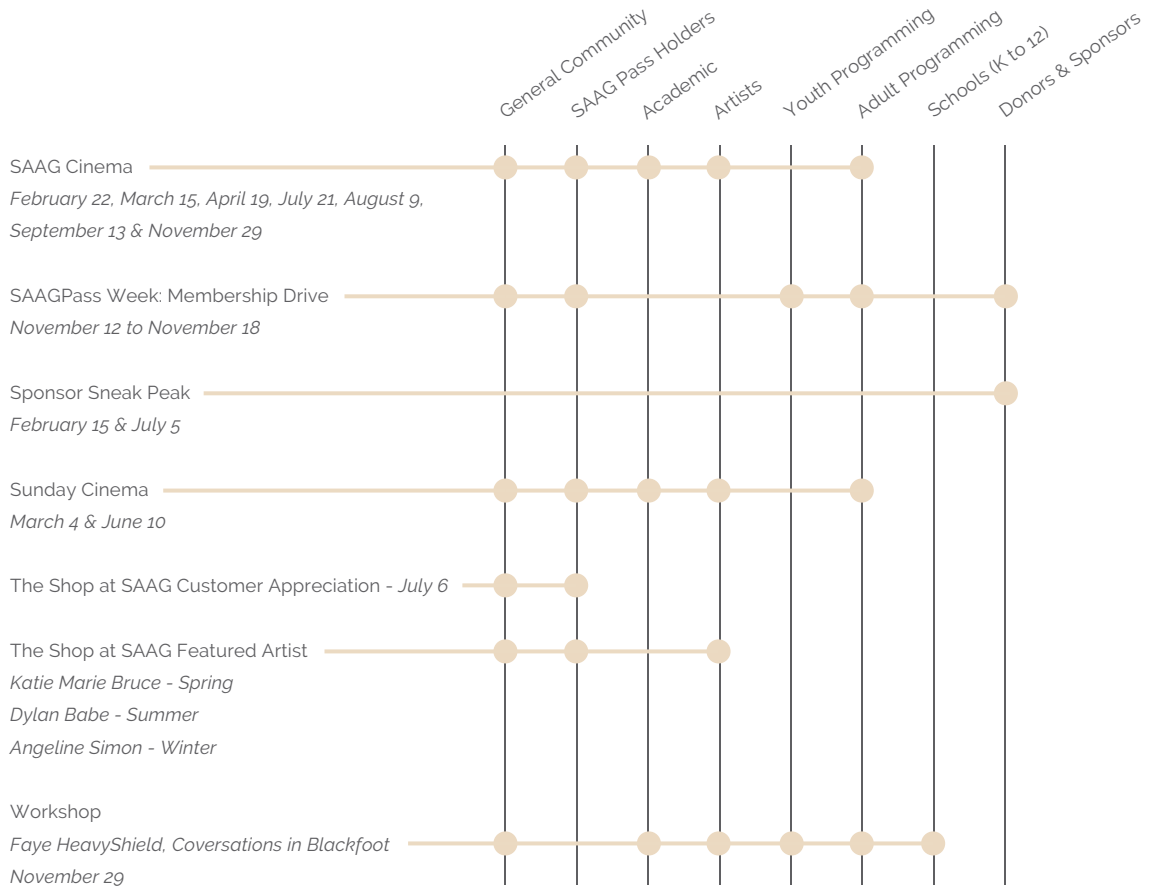 General Community
SAAG Pass Holders
Academic
Artists
Youth Programming
Adult Programming
Schools (K to 12)
Donors & Sponsors
SAAG Cinema
February 22, March 15, April 19, July 21, August 9,
September 13 & November 29
SAAGPass Week: Membership Drive
November 12 to November 18
Sponsor Sneak Peak
February 15 & July 5
Sunday Cinema
March 4 & June 10
The Shop at SAAG Customer Appreciation - July 6
The Shop at SAAG Featured Artist
Katie Marie Bruce - Spring
Dylan Babe - Summer
Angeline Simon - Winter
Workshop
Faye HeavyShield, Coversations in Blackfoot
November 29